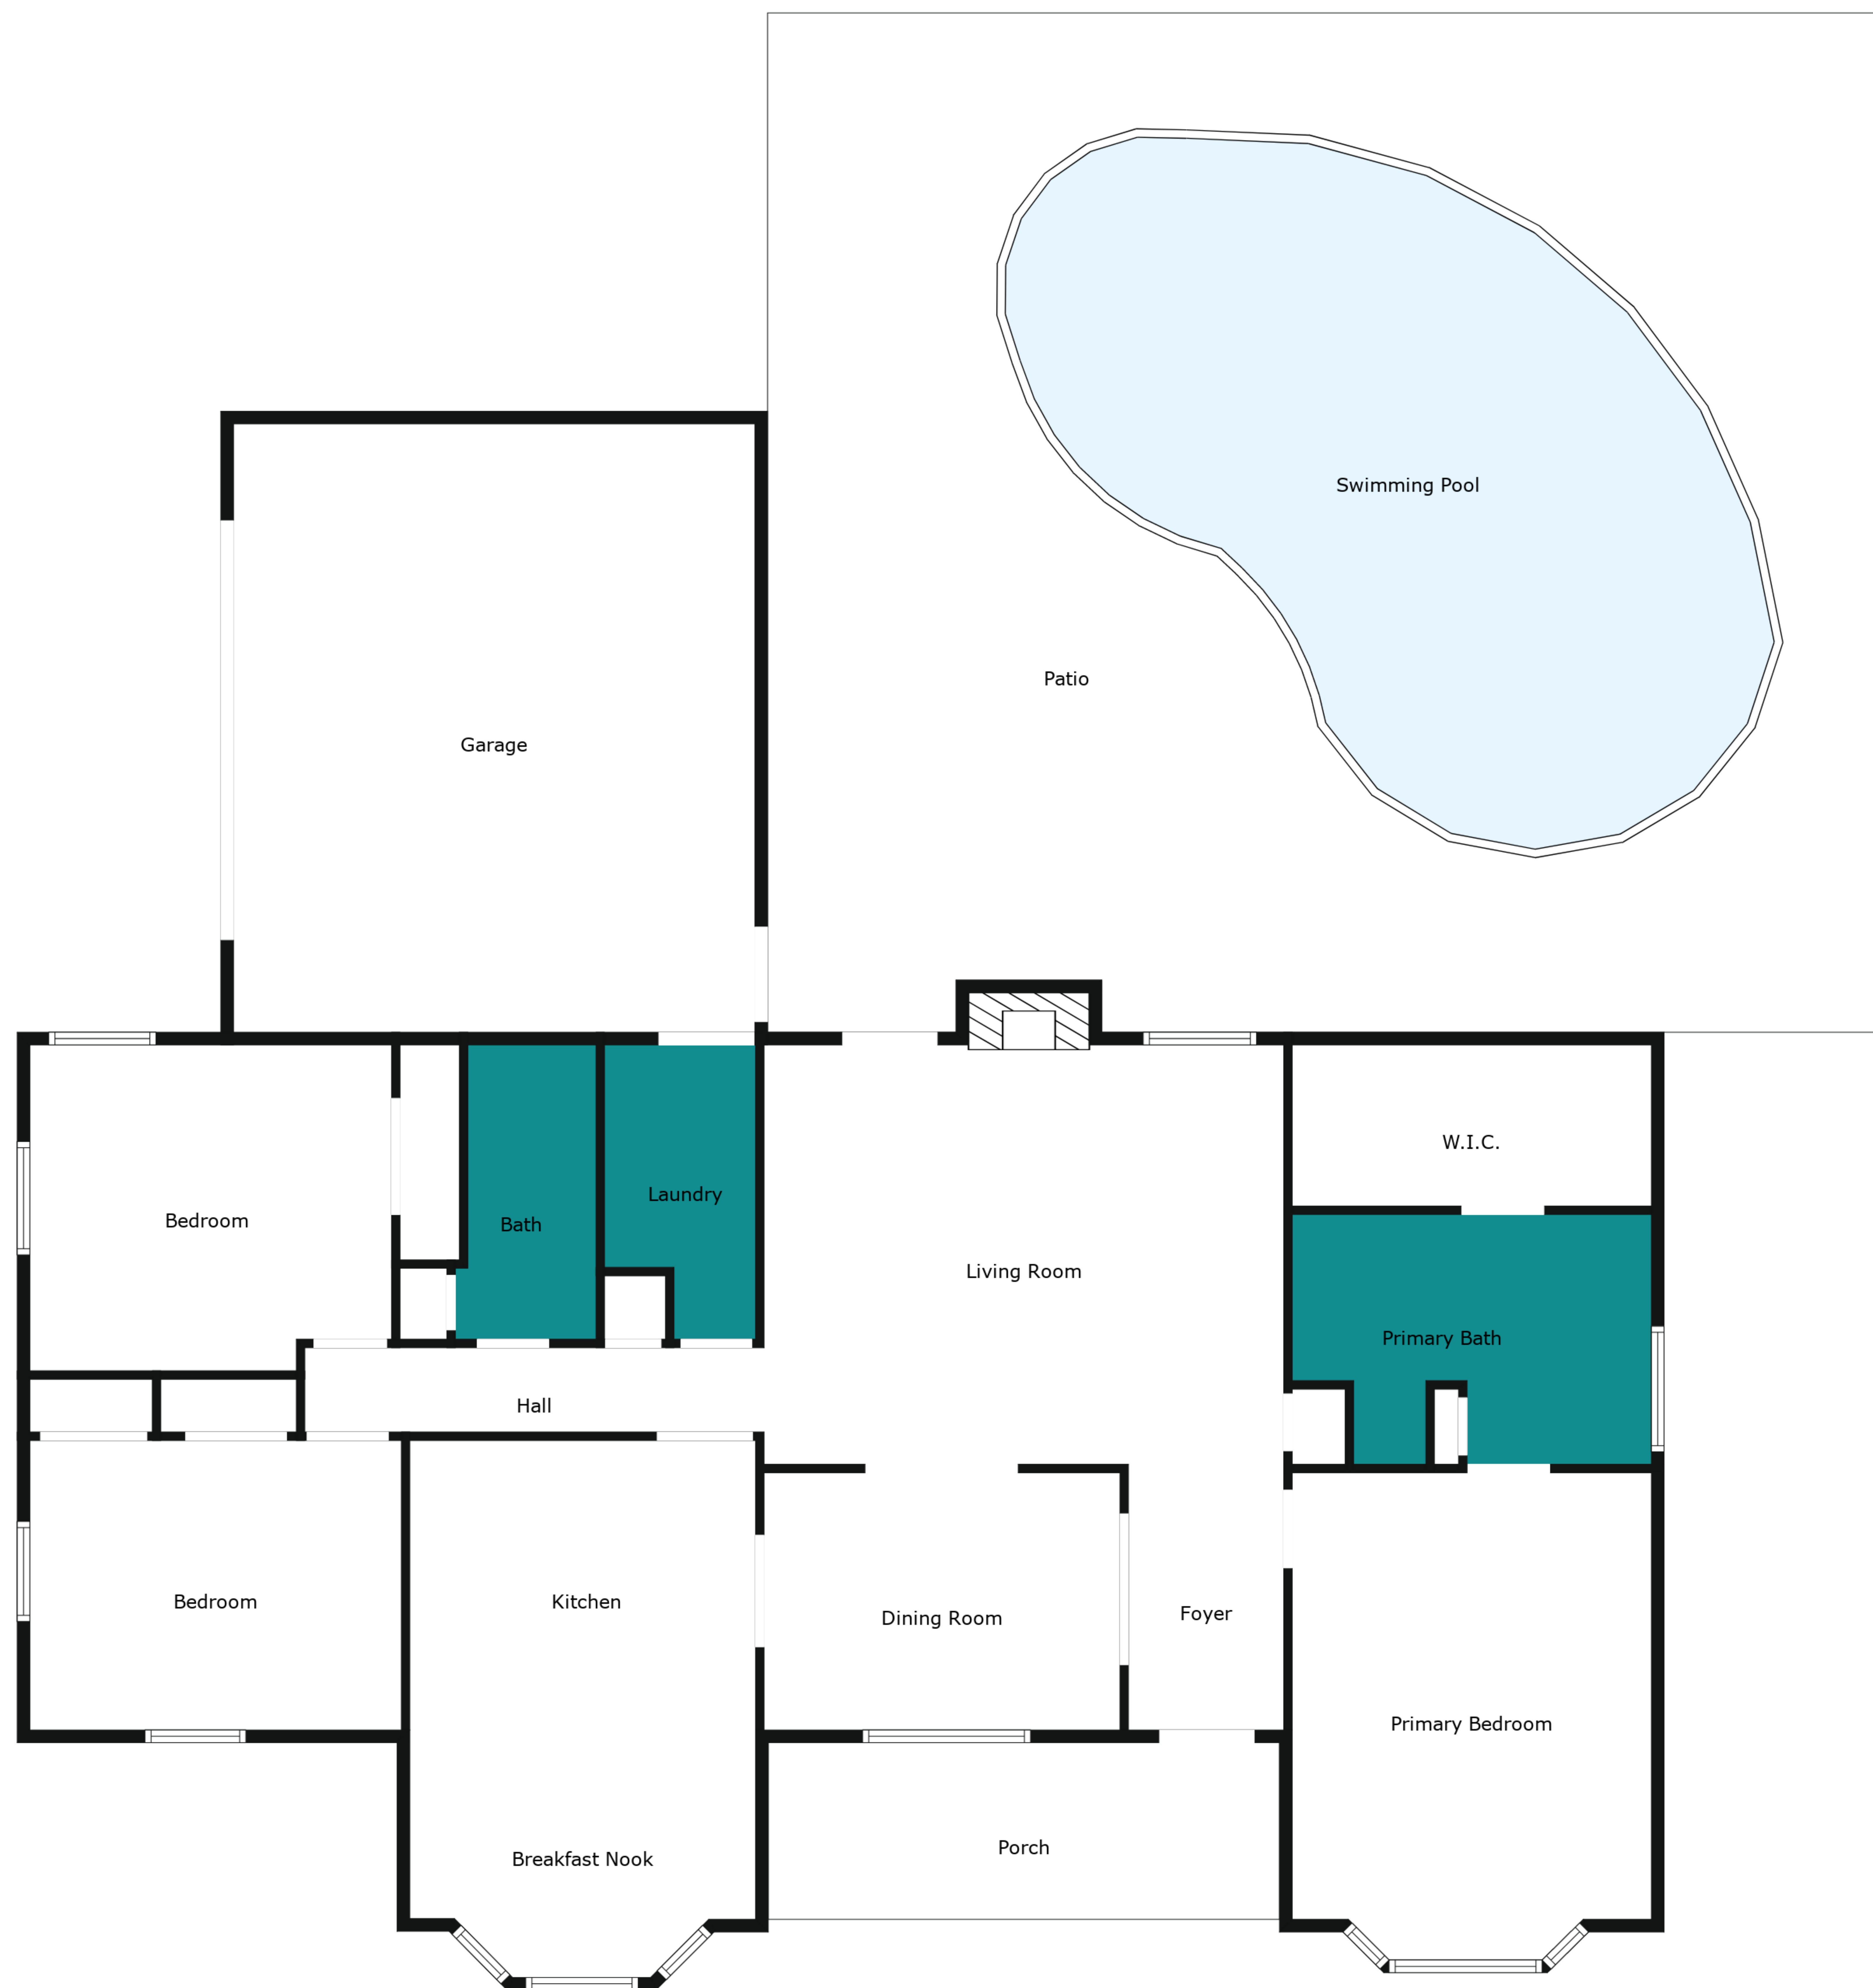 Swimming Pool
Patio
Garage
W.I.C.
Laundry
Bedroom
Bath
Living Room
Primary Bath
Hall
Bedroom
Kitchen
Dining Room
Foyer
Primary Bedroom
Porch
Breakfast Nook